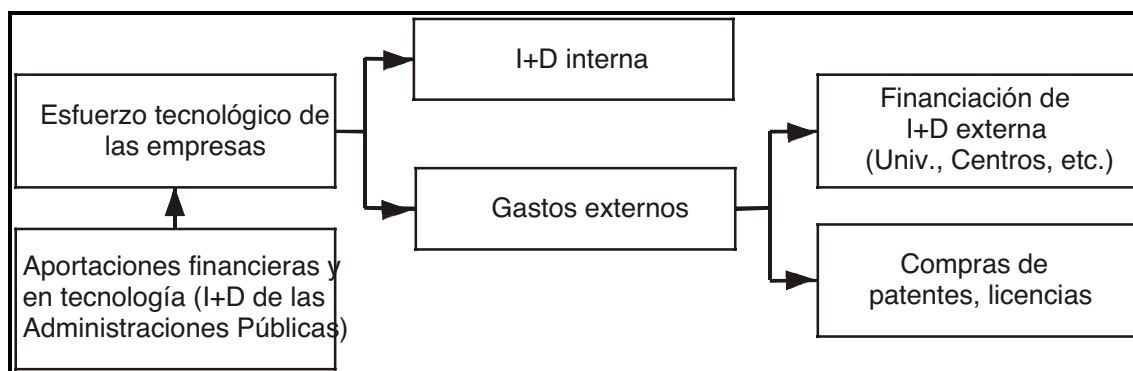 I+D interna
Esfuerzo tecnológico de
las empresas
Financiación de
I+D externa
(Univ., Centros, etc.)
Gastos externos
Aportaciones financieras y
en tecnología (I+D de las
Administraciones Públicas)
Compras de
patentes, licencias